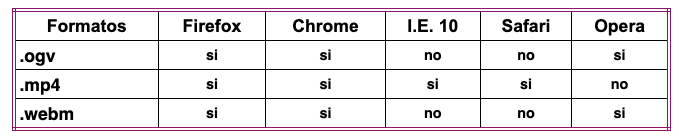 Formatos Firefox Chrome I.E. 10 Safari Opera
.ogv si si no no si
.mp4 si si si si no
.webm si si no no si